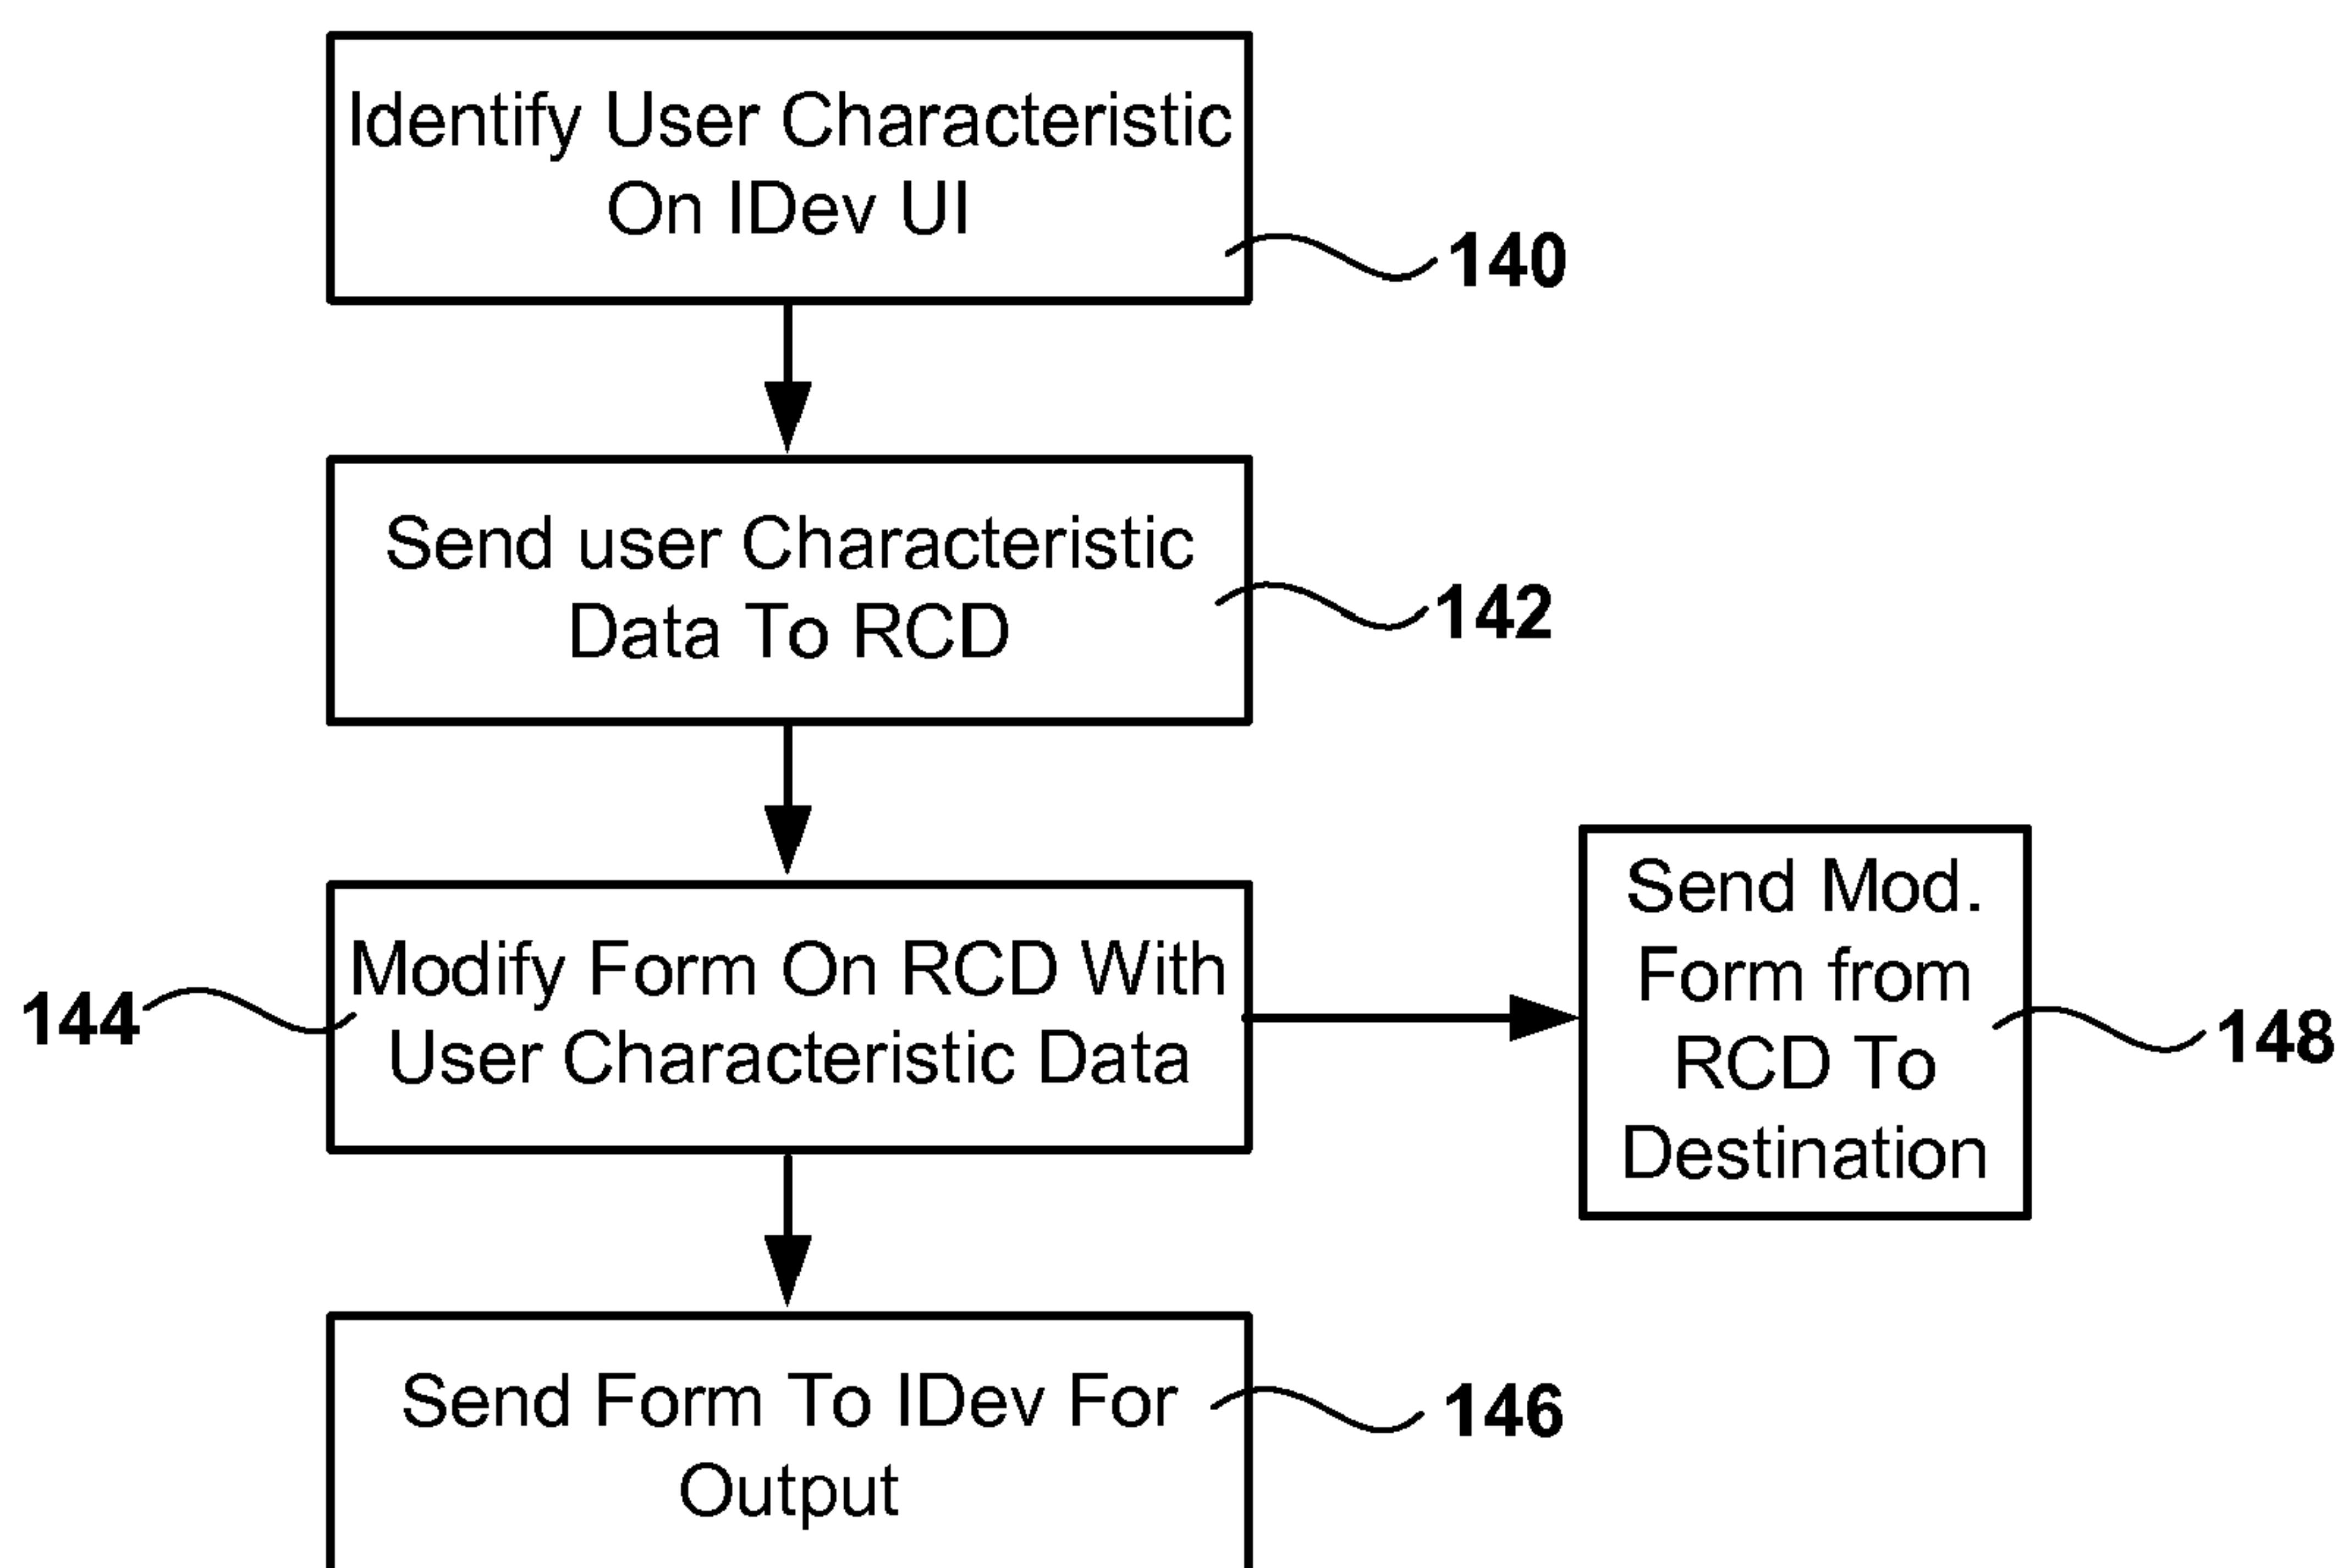 Identify User Characteristic
On IDev UI
140
Send user Characteristic
Data To RCD
142
Modify Form On RCD With
User Characteristic Data
144
Send Mod.
Form from
RCD To
Destination
148
Send Form To IDev For
Output
146